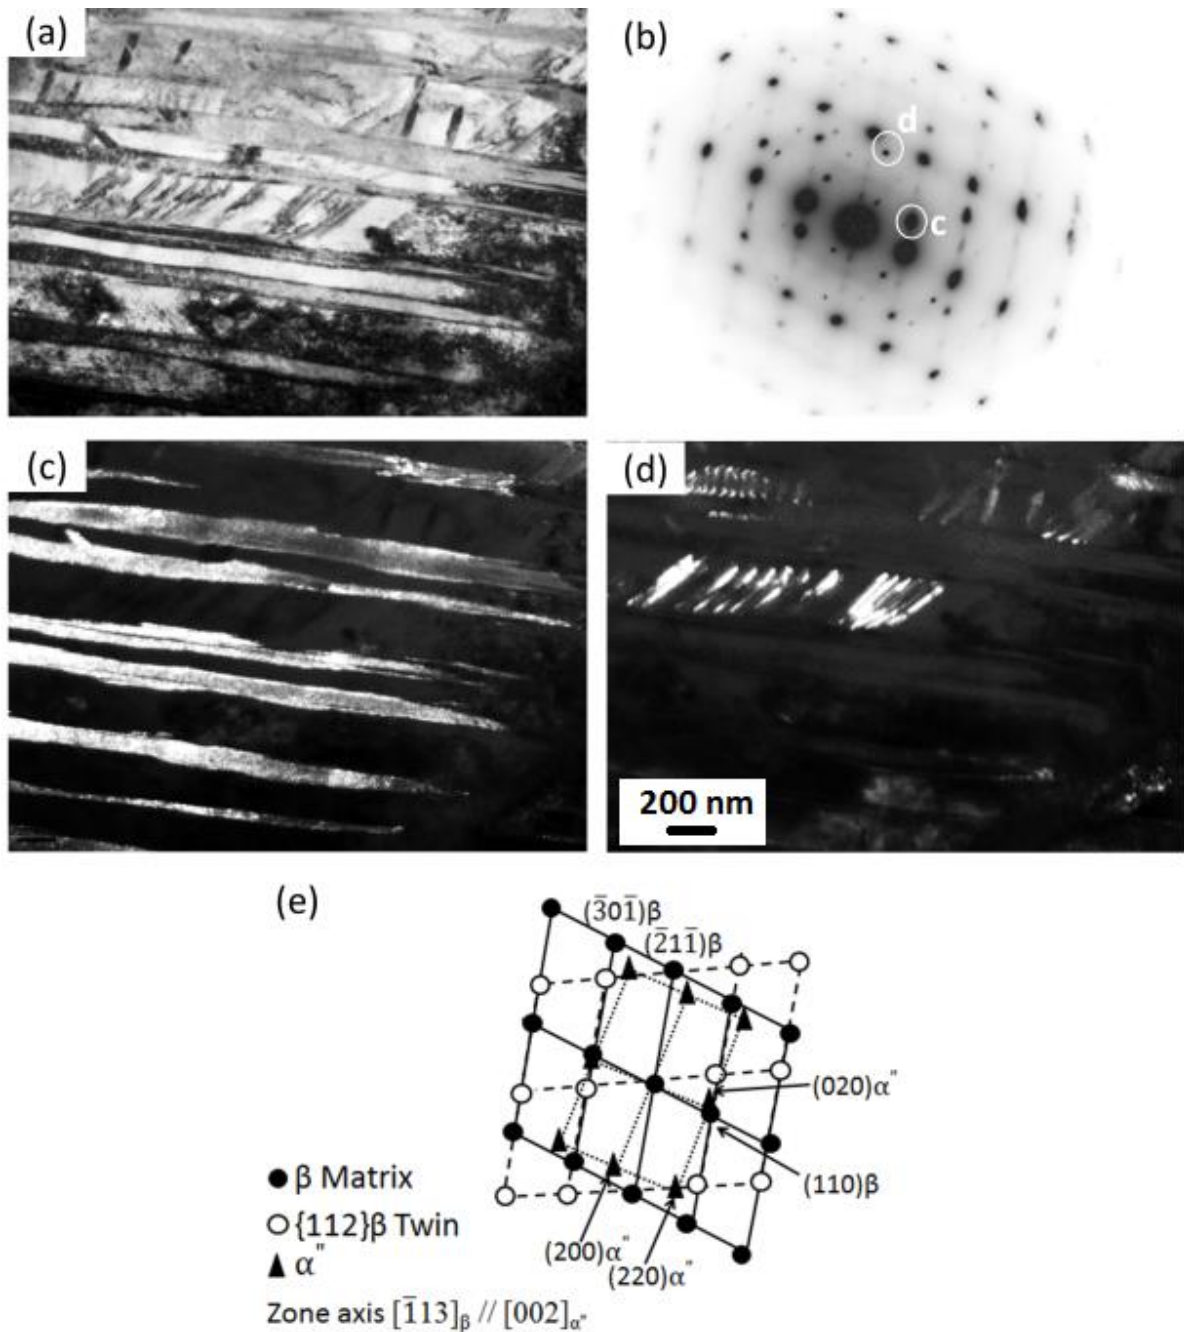 (a)
(b)
d
c
(c)
(d)
200 nm
(e)
(3̅01̅)β
(2̅11̅)β
(020)α"
(110)β
(200)α"
(220)α"
β Matrix
{112}β Twin
α"
Zone axis [1̅13]β // [002]α"